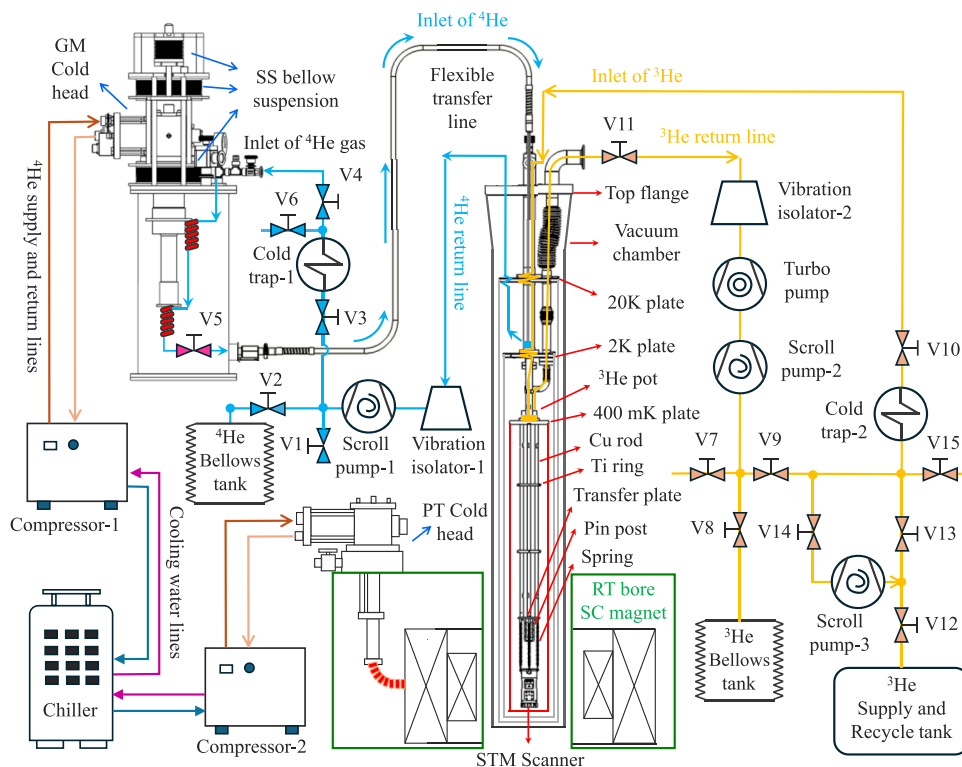 Inlet of ⁴He
GM
Cold
head
SS bellow
suspension
Flexible
transfer
line
Inlet of ³He
V11
³He return line
Inlet of ⁴He gas
V4
V6
Cold
trap-1
V3
V5
⁴He supply and return lines
⁴He return line
Top flange
Vacuum
chamber
20K plate
2K plate
³He pot
400 mK plate
Cu rod
Ti ring
Transfer plate
Pin post
Spring
Vibration
isolator-2
Turbo
pump
Scroll
pump-2
V10
Cold
trap-2
V7
V9
V15
V8
V14
V13
Scroll
pump-3
V12
³He
Bellows
tank
³He
Supply and
Recycle tank
V2
V1
⁴He
Bellows
tank
Scroll
pump-1
Vibration
isolator-1
Compressor-1
Cooling water lines
PT Cold
head
RT bore
SC magnet
Chiller
Compressor-2
STM Scanner